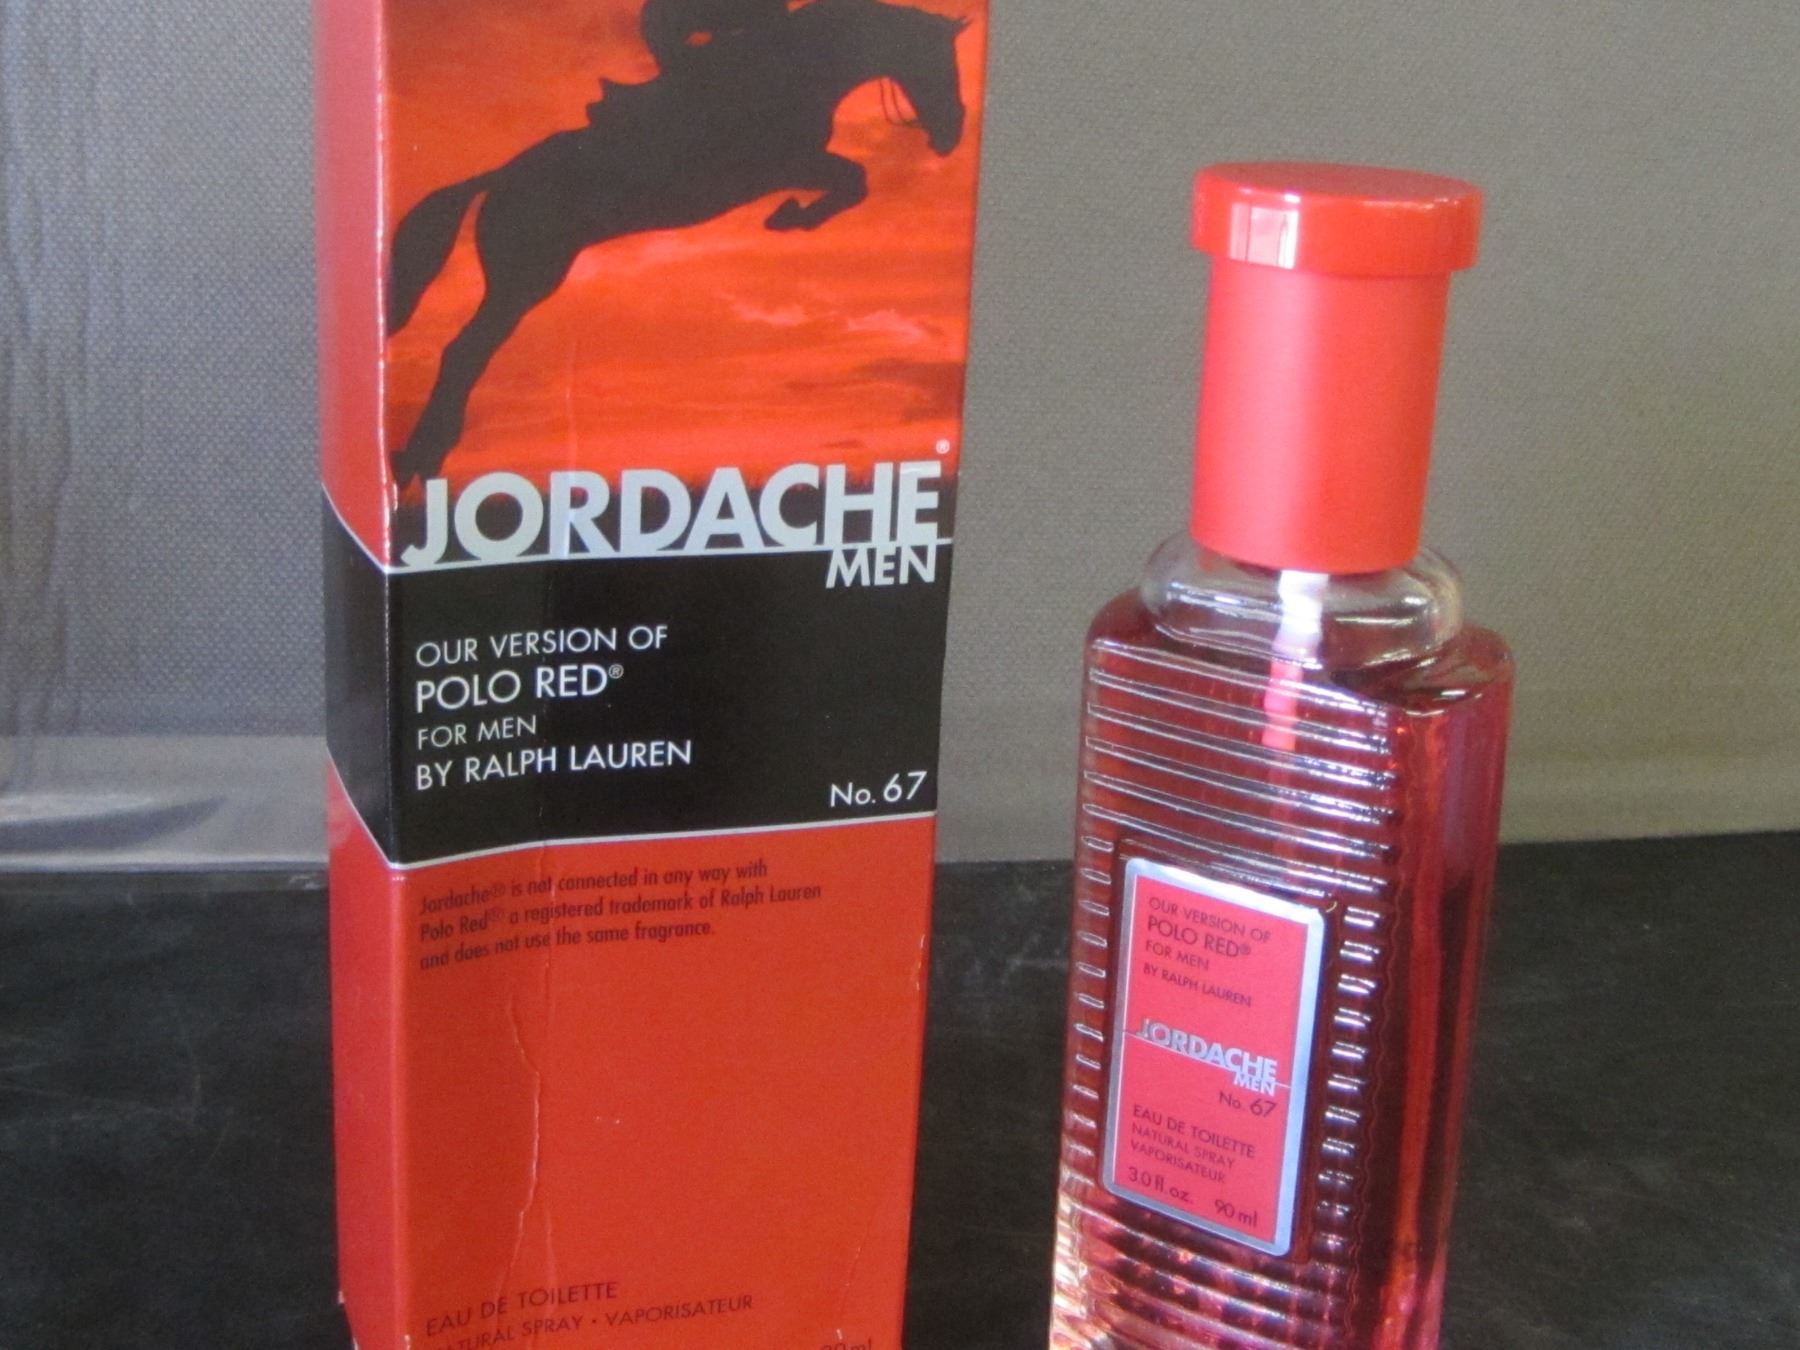 JORDACHE®
MEN
OUR VERSION OF
POLO RED®
FOR MEN
BY RALPH LAUREN
No. 67
Jordache® is not connected in any way with
Polo Red® a registered trademark of Ralph Lauren
and does not use the same fragrance.
EAU DE TOILETTE
NATURAL SPRAY • VAPORISATEUR
90 ml
OUR VERSION OF
POLO RED®
FOR MEN
BY RALPH LAUREN
JORDACHE
MEN
No. 67
EAU DE TOILETTE
NATURAL SPRAY
VAPORISATEUR
3.0 fl. oz. 90 ml